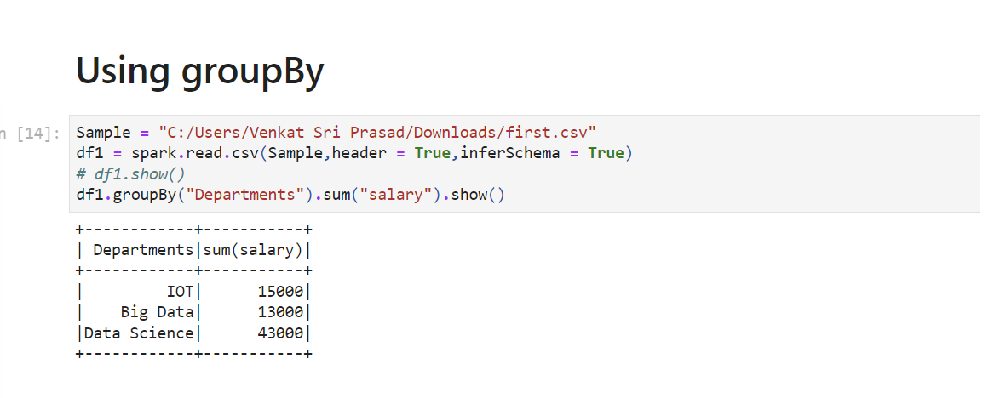 Using groupBy
n [14]:
Sample = "C:/Users/Venkat Sri Prasad/Downloads/first.csv"
df1 = spark.read.csv(Sample,header = True,inferSchema = True)
# df1.show()
df1.groupBy("Departments").sum("salary").show()
+------------+-----------+
| Departments|sum(salary)|
+------------+-----------+
|         IOT|      15000|
|    Big Data|      13000|
|Data Science|      43000|
+------------+-----------+